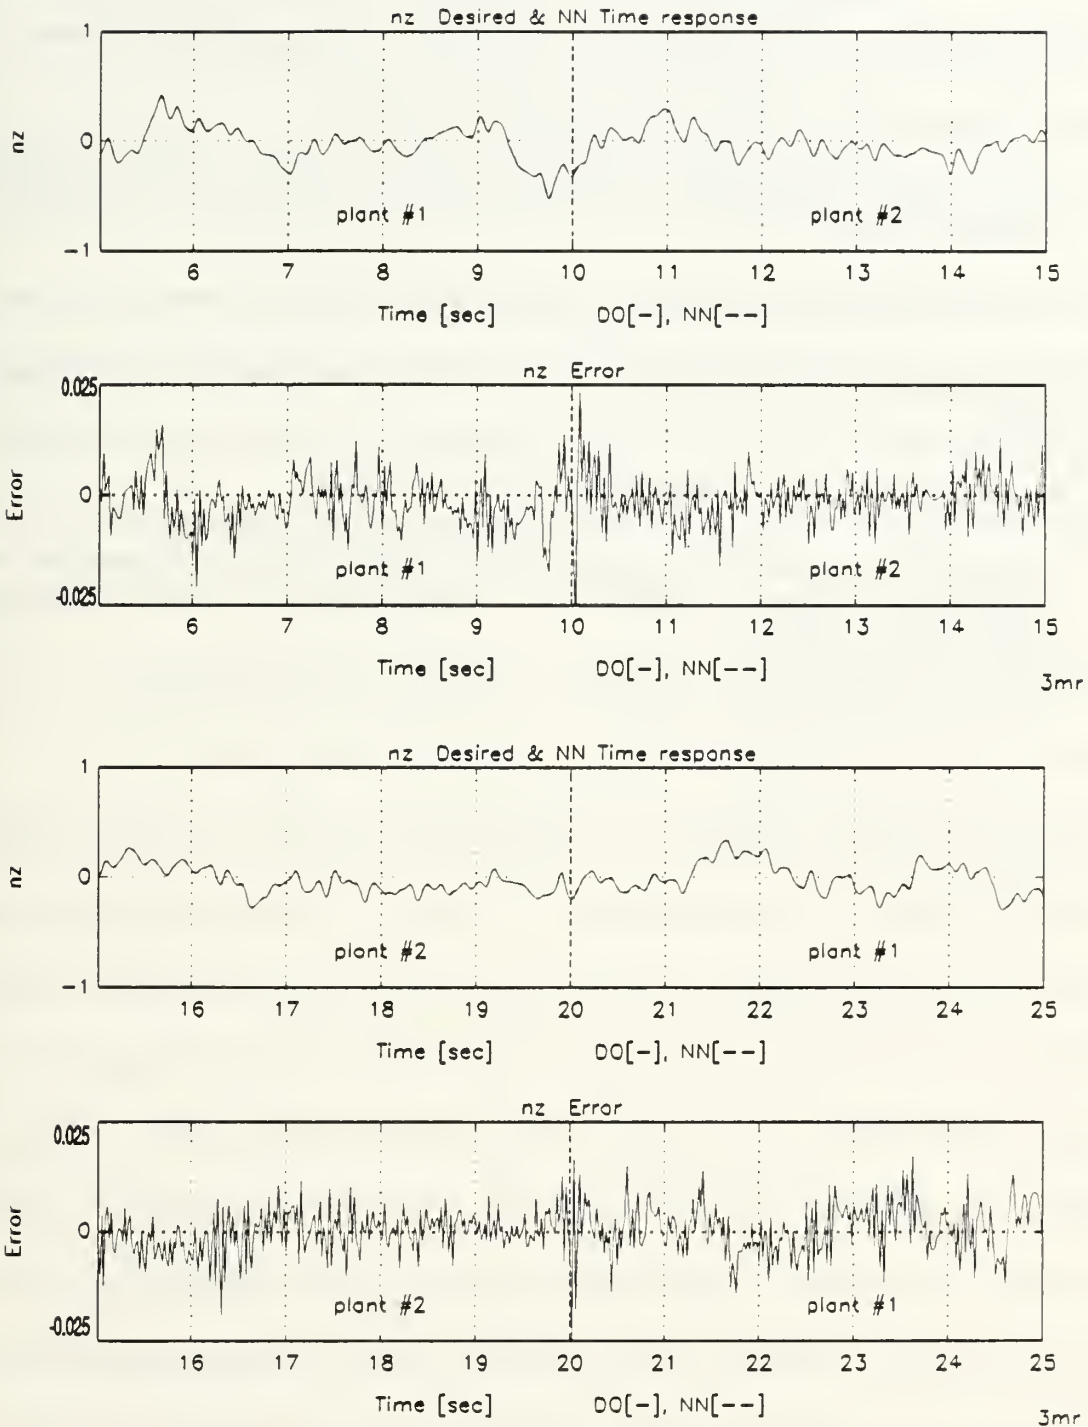 nz Desired & NN Time response
1
nz
0
plant #1
plant #2
-1
6 7 8 9 10 11 12 13 14 15
Time [sec] DO[-], NN[--]
nz Error
0.025
Error
0
plant #1
plant #2
-0.025
6 7 8 9 10 11 12 13 14 15
Time [sec] DO[-], NN[--]
3mr
nz Desired & NN Time response
1
nz
0
plant #2
plant #1
-1
16 17 18 19 20 21 22 23 24 25
Time [sec] DO[-], NN[--]
nz Error
0.025
Error
0
plant #2
plant #1
-0.025
16 17 18 19 20 21 22 23 24 25
Time [sec] DO[-], NN[--]
3mr